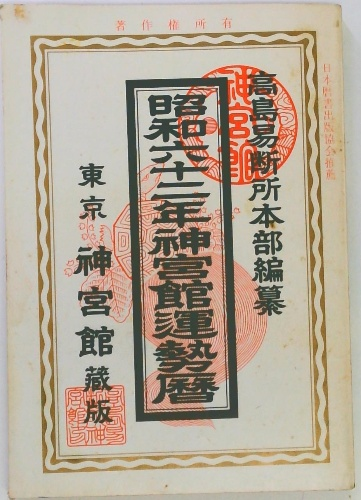 著作権所有
日本暦書出版協会推薦
高島易断所本部編纂
昭和六十二年神宮館運勢暦
東京 神宮館藏版